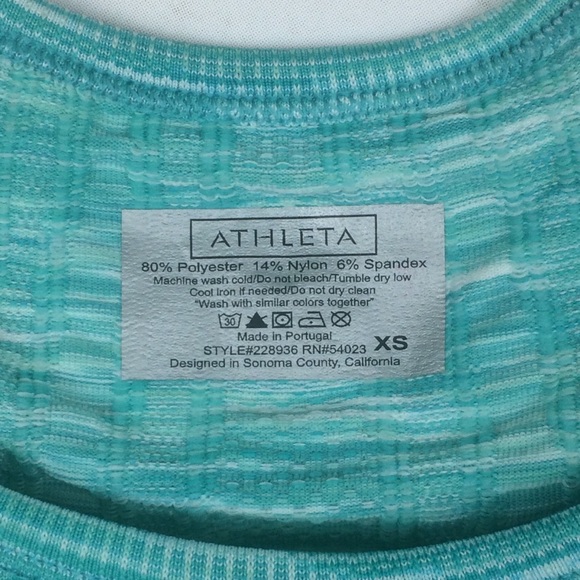 ATHLETA
80% Polyester 14% Nylon 6% Spandex
Machine wash cold/Do not bleach/Tumble dry low
Cool Iron if needed/Do not dry clean
"Wash with similar colors together"
30
Made in Portugal
STYLE#228936 RN#54023 XS
Designed in Sonoma County, California